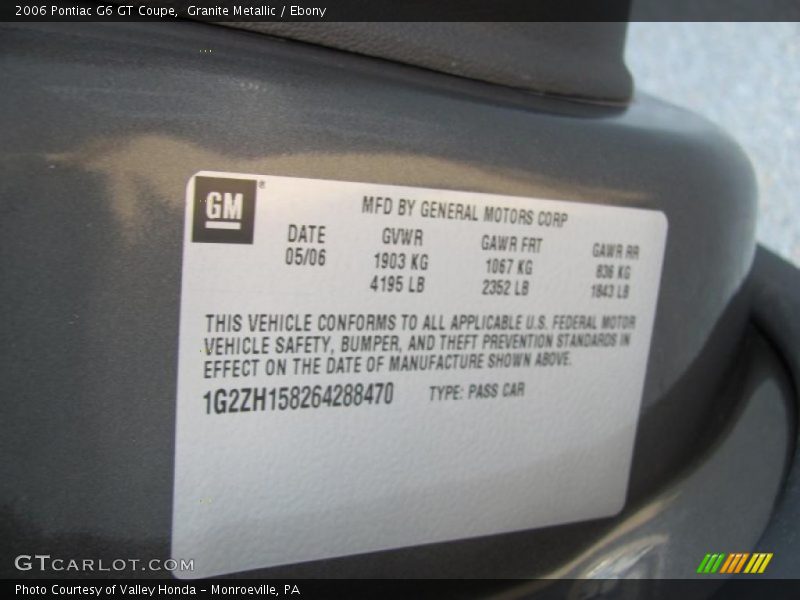 2006 Pontiac G6 GT Coupe, Granite Metallic / Ebony
GM®
MFD BY GENERAL MOTORS CORP
DATE GVWR GAWR FRT GAWR RR
05/06 1903 KG 1067 KG 836 KG
4195 LB 2352 LB 1843 LB
THIS VEHICLE CONFORMS TO ALL APPLICABLE U.S. FEDERAL MOTOR
VEHICLE SAFETY, BUMPER, AND THEFT PREVENTION STANDARDS IN
EFFECT ON THE DATE OF MANUFACTURE SHOWN ABOVE.
1G2ZH158264288470 TYPE: PASS CAR
GTCARLOT.COM
Photo Courtesy of Valley Honda - Monroeville, PA